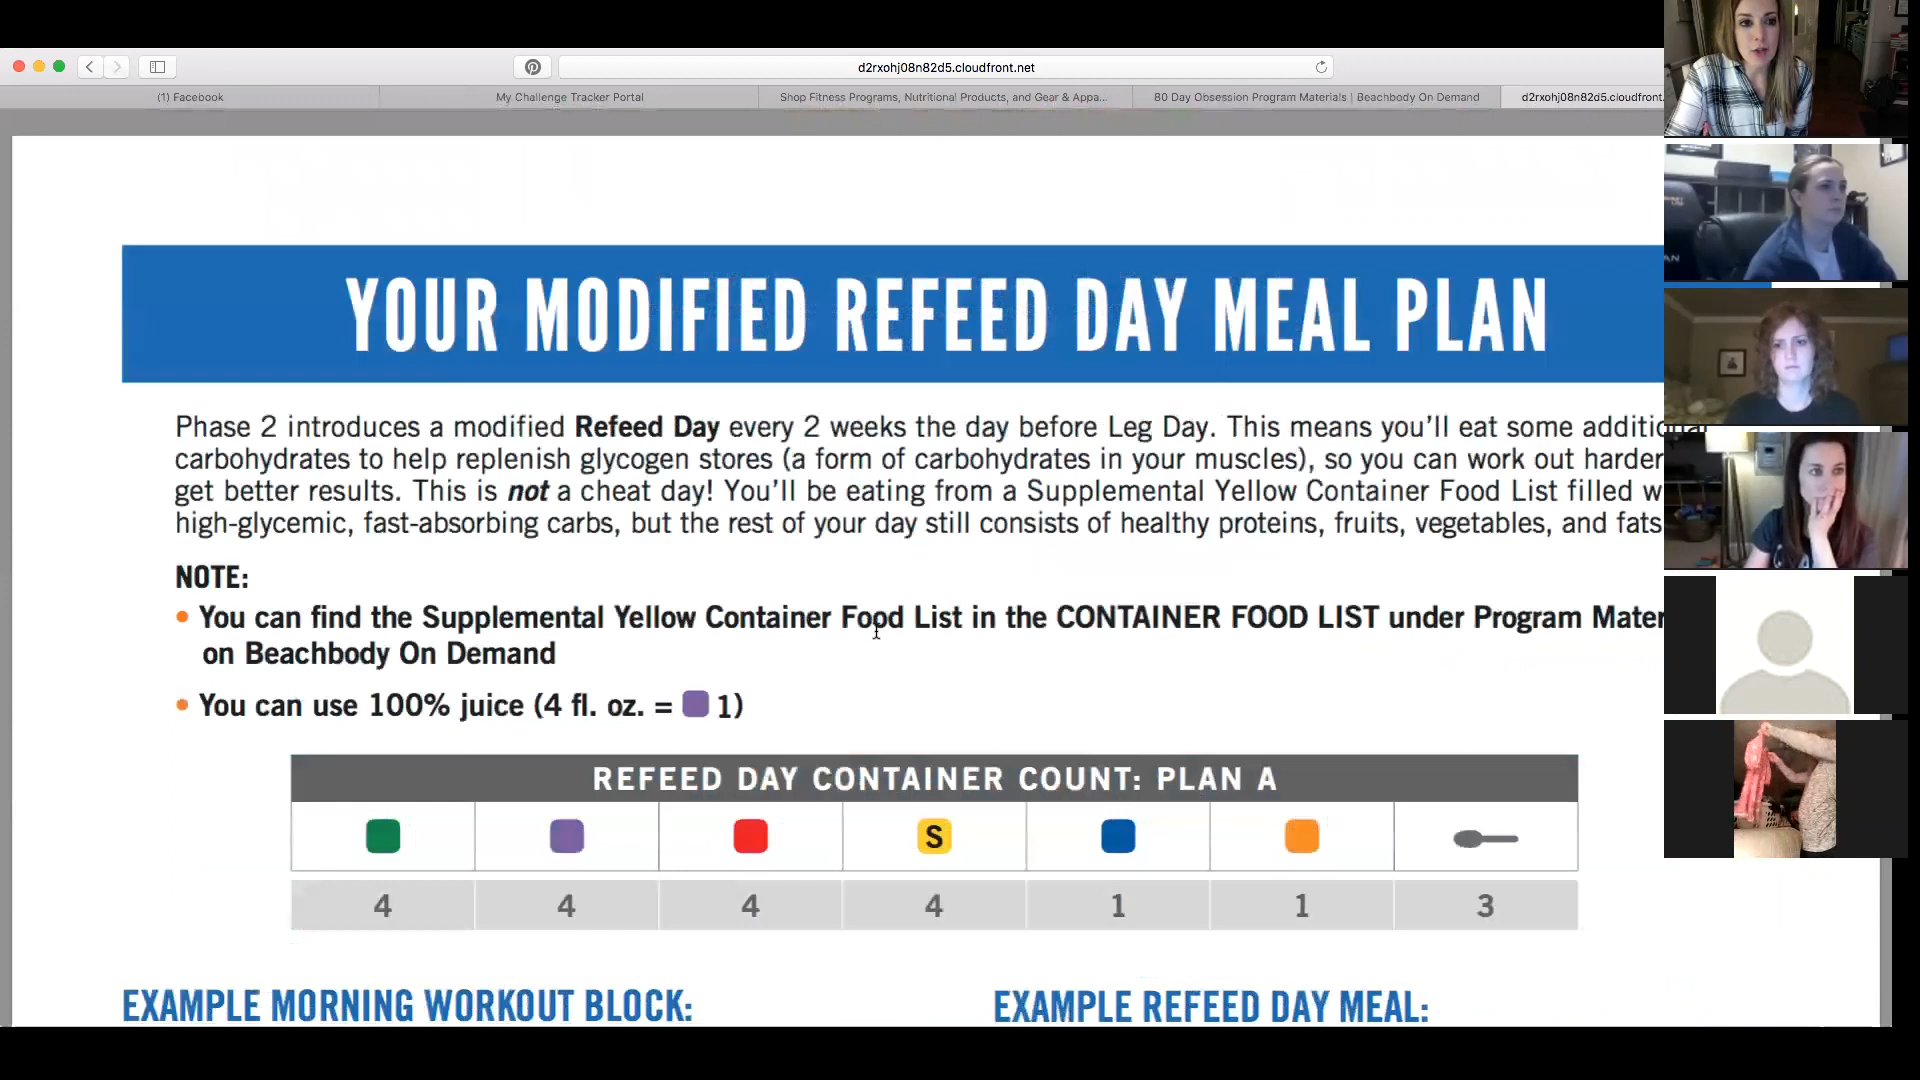 d2rxohj08n82d5.cloudfront.net
(1) Facebook
My Challenge Tracker Portal
Shop Fitness Programs, Nutritional Products, and Gear & Appa...
80 Day Obsession Program Materials | Beachbody On Demand
d2rxohj08n82d5.cloudfront.
YOUR MODIFIED REFEED DAY MEAL PLAN
Phase 2 introduces a modified Refeed Day every 2 weeks the day before Leg Day. This means you'll eat some additional
carbohydrates to help replenish glycogen stores (a form of carbohydrates in your muscles), so you can work out harder
get better results. This is not a cheat day! You'll be eating from a Supplemental Yellow Container Food List filled w
high-glycemic, fast-absorbing carbs, but the rest of your day still consists of healthy proteins, fruits, vegetables, and fats
NOTE:
• You can find the Supplemental Yellow Container Food List in the CONTAINER FOOD LIST under Program Mater
on Beachbody On Demand
• You can use 100% juice (4 fl. oz. = 1)
REFEED DAY CONTAINER COUNT: PLAN A
S
4 4 4 4 1 1 3
EXAMPLE MORNING WORKOUT BLOCK:
EXAMPLE REFEED DAY MEAL: